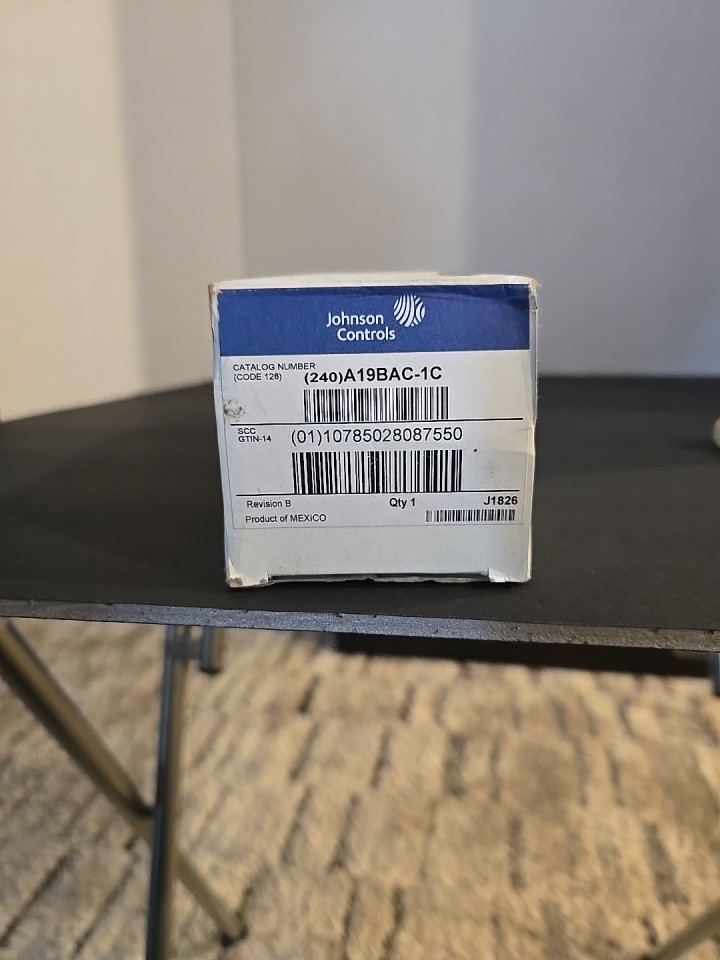 Johnson
Controls
CATALOG NUMBER
(CODE 128) (240)A19BAC-1C
SCC
GTIN-14 (01)10785028087550
Revision B Qty 1 J1826
Product of MEXICO